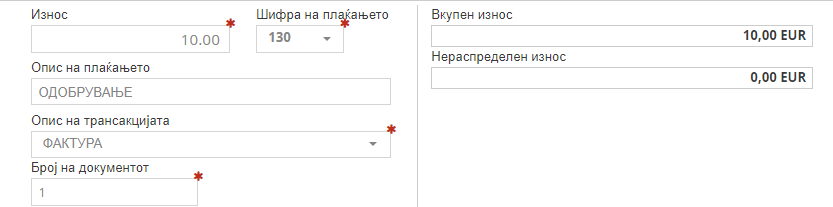 Износ
10.00
Шифра на плаќањето
130
Опис на плаќањето
ОДОБРУВАЊЕ
Опис на трансакцијата
ФАКТУРА
Број на документот
1
Вкупен износ
10,00 EUR
Нераспределен износ
0,00 EUR